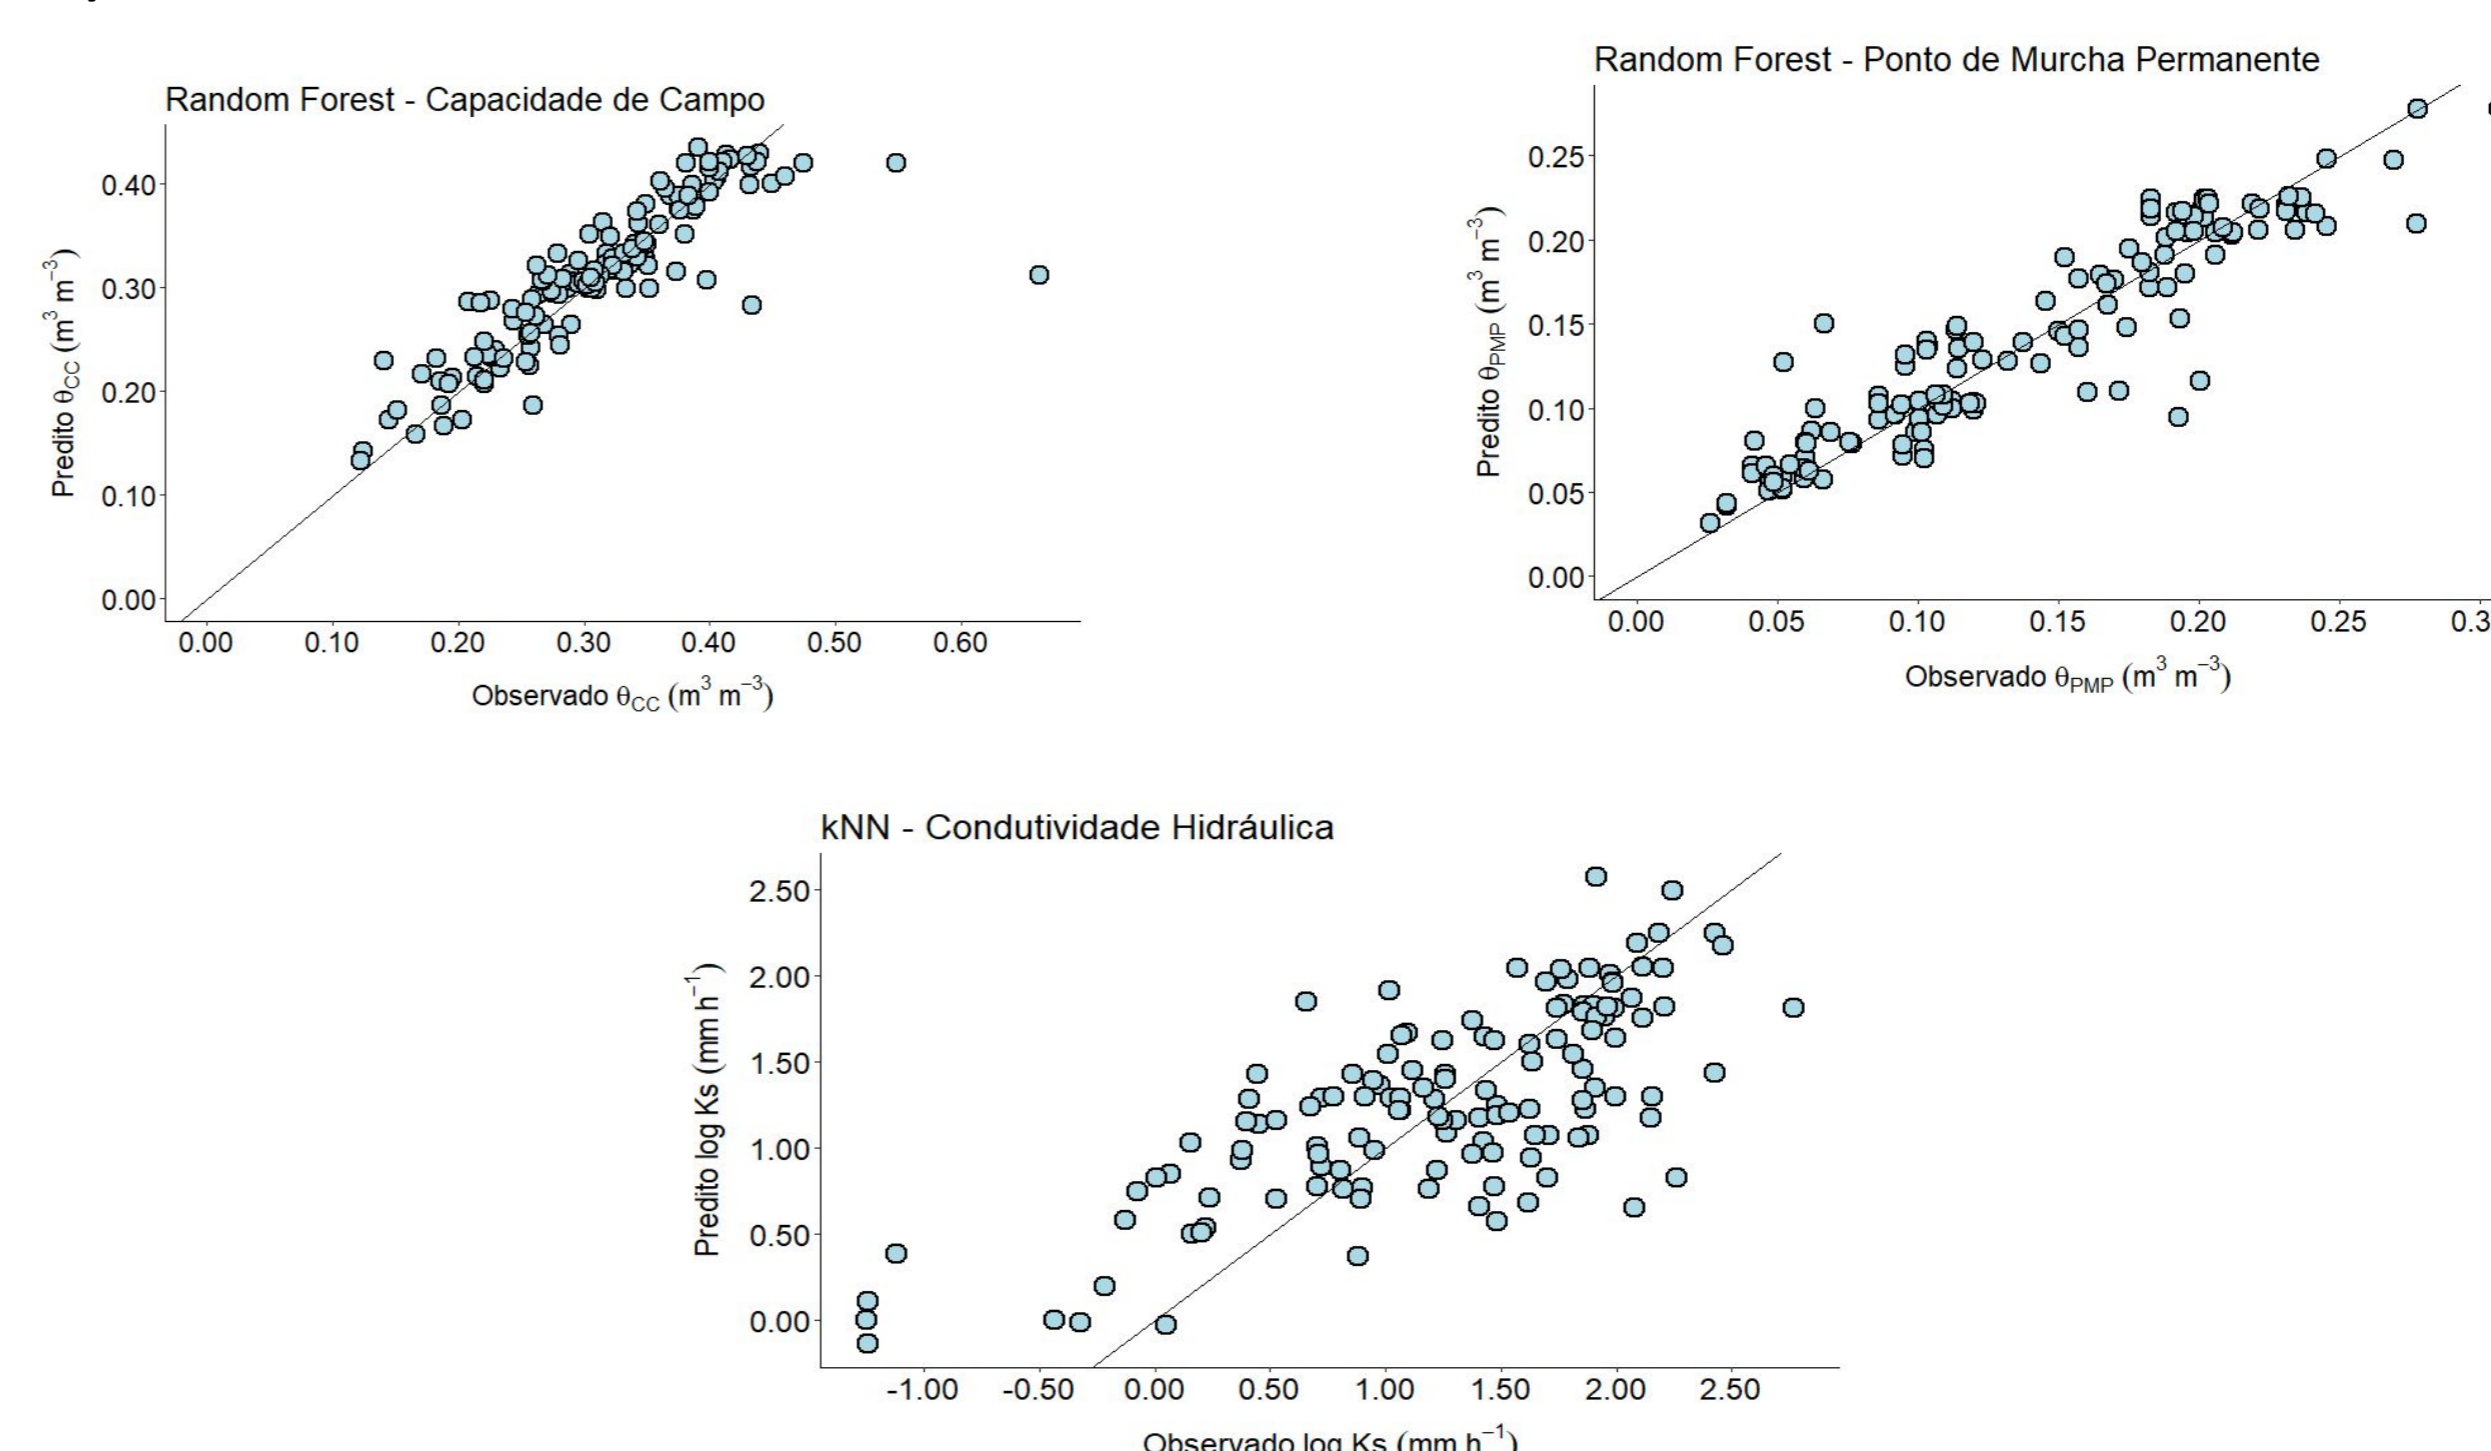 Random Forest - Capacidade de Campo
Predito θCC (m³ m⁻³)
0.40
0.30
0.20
0.10
0.00
0.00 0.10 0.20 0.30 0.40 0.50 0.60
Observado θCC (m³ m⁻³)
Random Forest - Ponto de Murcha Permanente
Predito θPMP (m³ m⁻³)
0.25
0.20
0.15
0.10
0.05
0.00
0.00 0.05 0.10 0.15 0.20 0.25 0.3
Observado θPMP (m³ m⁻³)
kNN - Condutividade Hidráulica
Predito log Ks (mm h⁻¹)
2.50
2.00
1.50
1.00
0.50
0.00
-1.00 -0.50 0.00 0.50 1.00 1.50 2.00 2.50
Observado log Ks (mm h⁻¹)